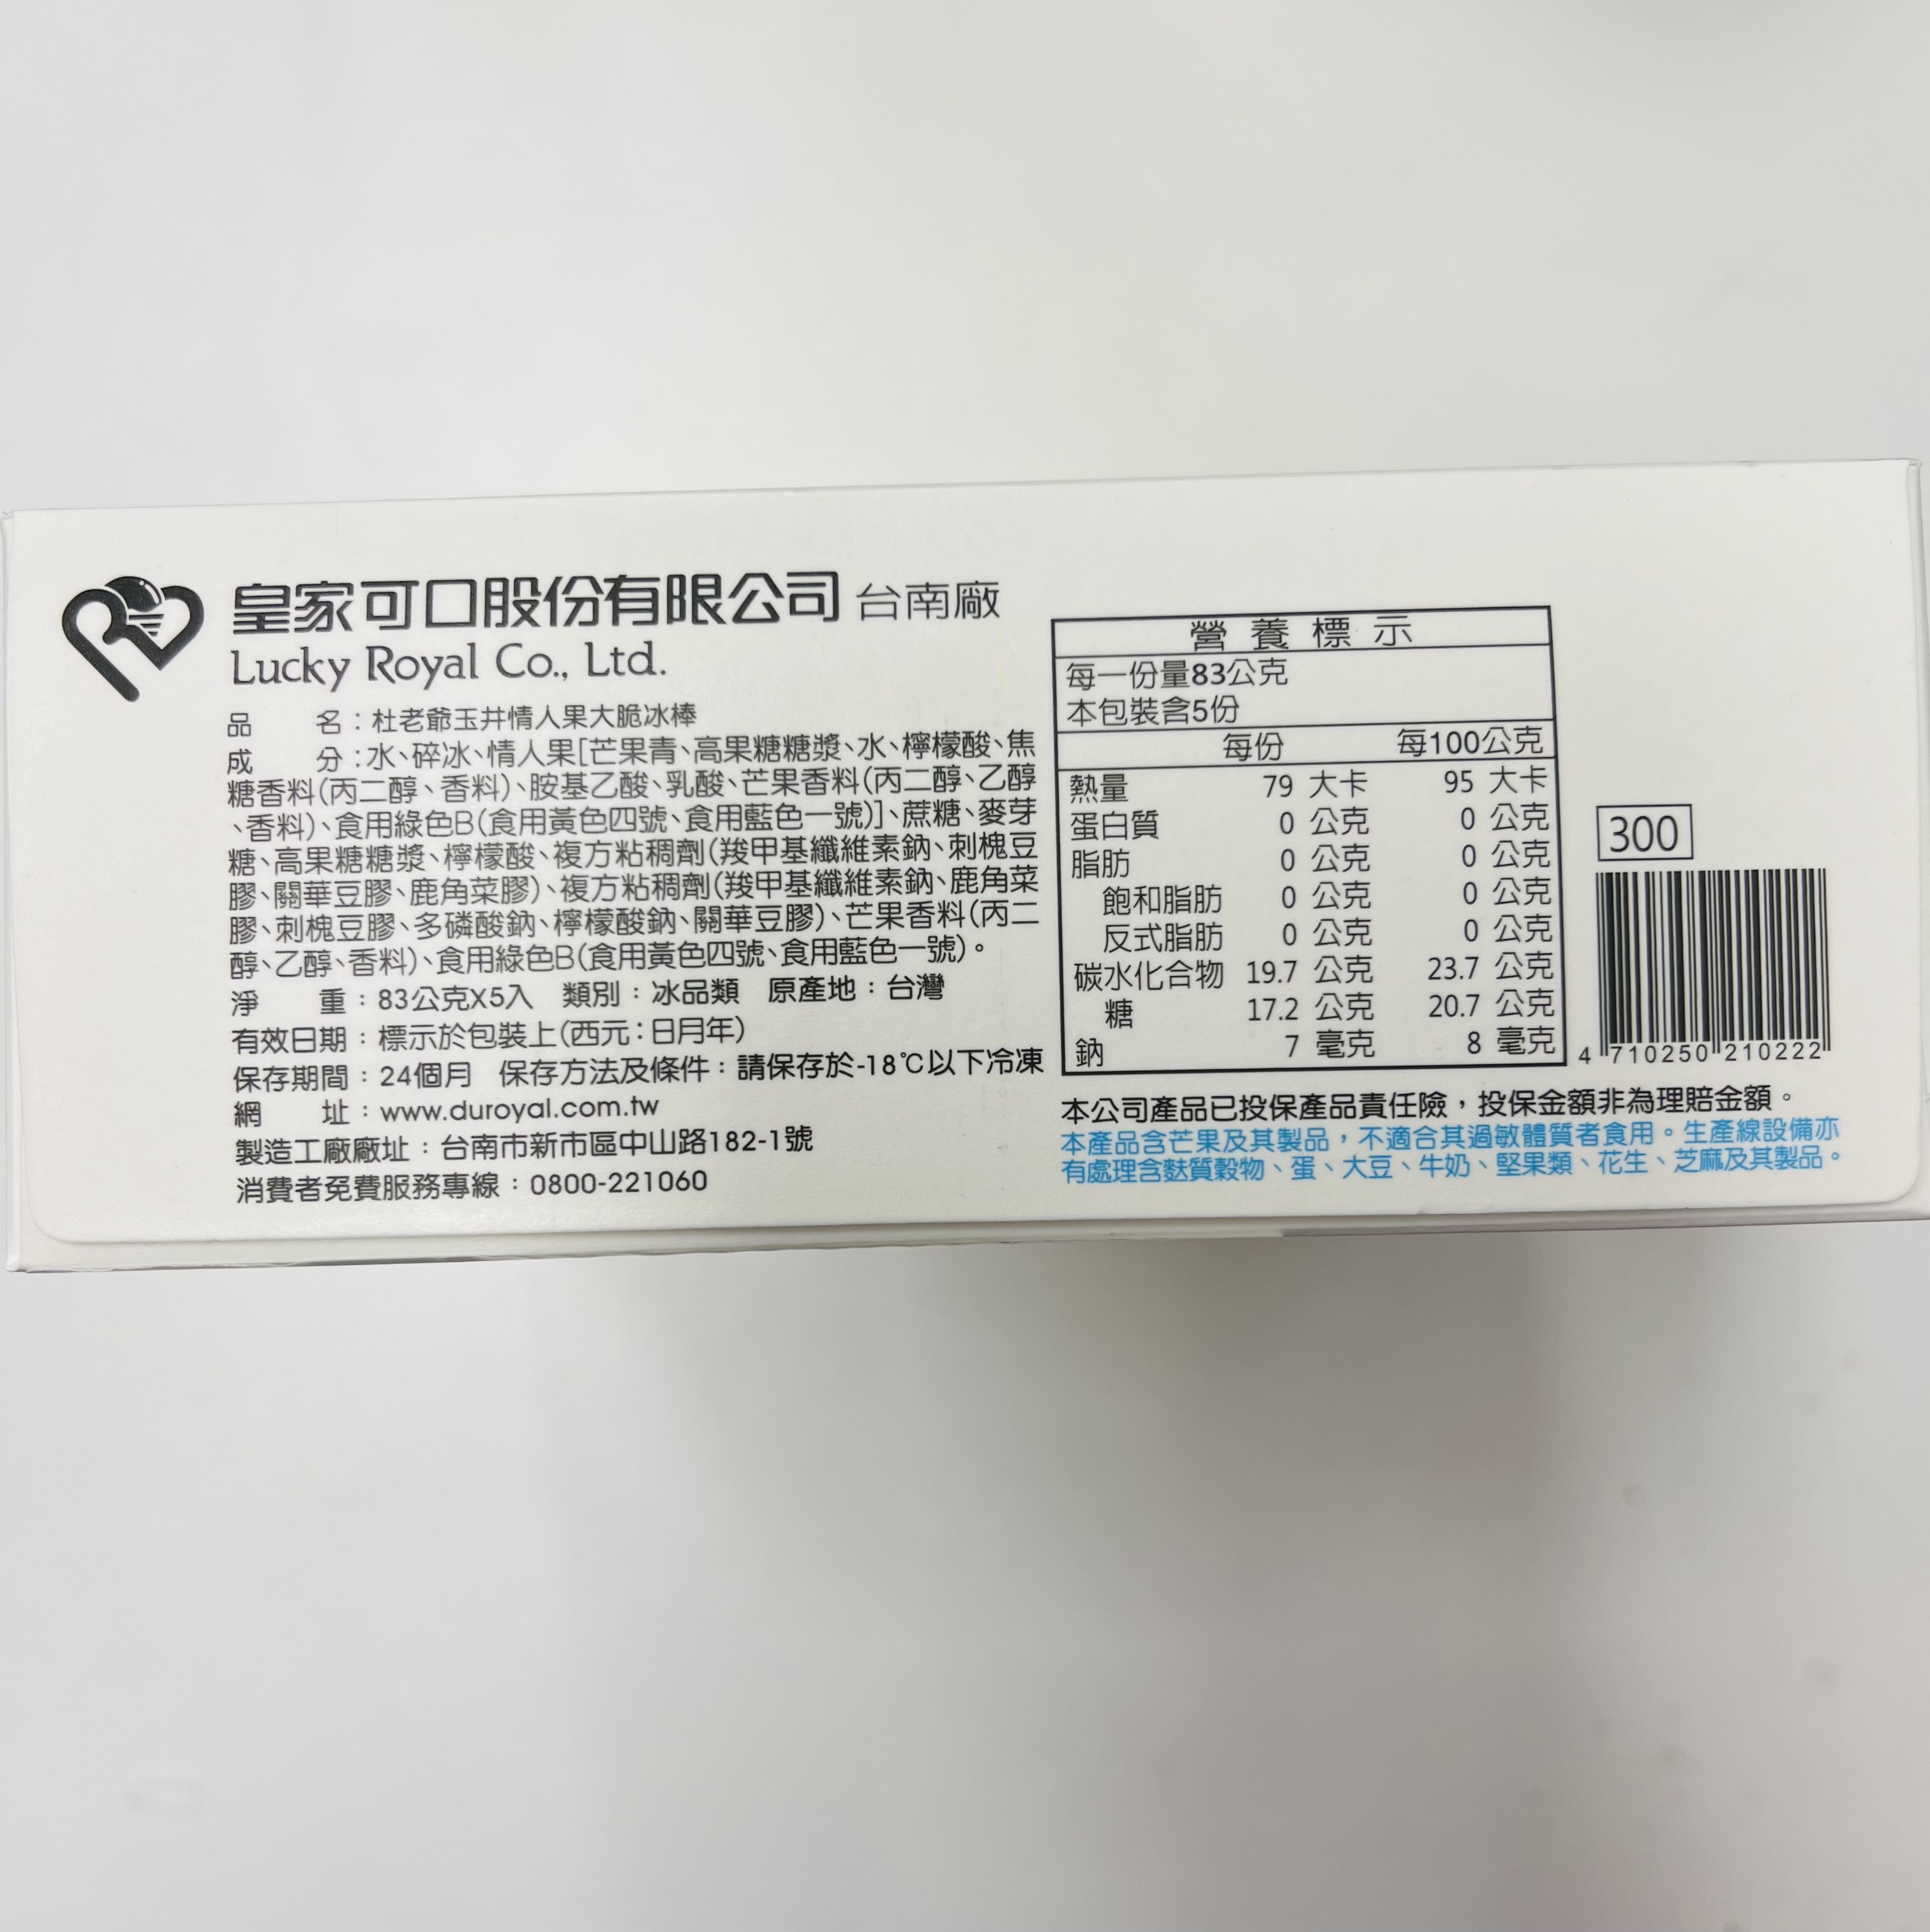 皇家可口股份有限公司 台南廠
Lucky Royal Co., Ltd.
品　　名：杜老爺玉井情人果大脆冰棒
成　　分：水、碎冰、情人果[芒果青、高果糖糖漿、水、檸檬酸、焦
糖香料(丙二醇、香料)、胺基乙酸、乳酸、芒果香料(丙二醇、乙醇
、香料)、食用綠色B(食用黃色四號、食用藍色一號)]、蔗糖、麥芽
糖、高果糖糖漿、檸檬酸、複方粘稠劑(羧甲基纖維素鈉、刺槐豆
膠、關華豆膠、鹿角菜膠)、複方粘稠劑(羧甲基纖維素鈉、鹿角菜
膠、刺槐豆膠、多磷酸鈉、檸檬酸鈉、關華豆膠)、芒果香料(丙二
醇、乙醇、香料)、食用綠色B(食用黃色四號、食用藍色一號)。
淨　　重：83公克X5入 類別：冰品類 原產地：台灣
有效日期：標示於包裝上(西元：日月年)
保存期間：24個月 保存方法及條件：請保存於-18℃以下冷凍
網　　址：www.duroyal.com.tw
製造工廠廠址：台南市新市區中山路182-1號
消費者免費服務專線：0800-221060
營養標示
每一份量83公克
本包裝含5份
每份 每100公克
熱量 79 大卡 95 大卡
蛋白質 0 公克 0 公克
脂肪 0 公克 0 公克
飽和脂肪 0 公克 0 公克
反式脂肪 0 公克 0 公克
碳水化合物 19.7 公克 23.7 公克
糖 17.2 公克 20.7 公克
鈉 7 毫克 8 毫克
300
4 710250 210222
本公司產品已投保產品責任險，投保金額非為理賠金額。
本產品含芒果及其製品，不適合其過敏體質者食用。生產線設備亦
有處理含麩質穀物、蛋、大豆、牛奶、堅果類、花生、芝麻及其製品。